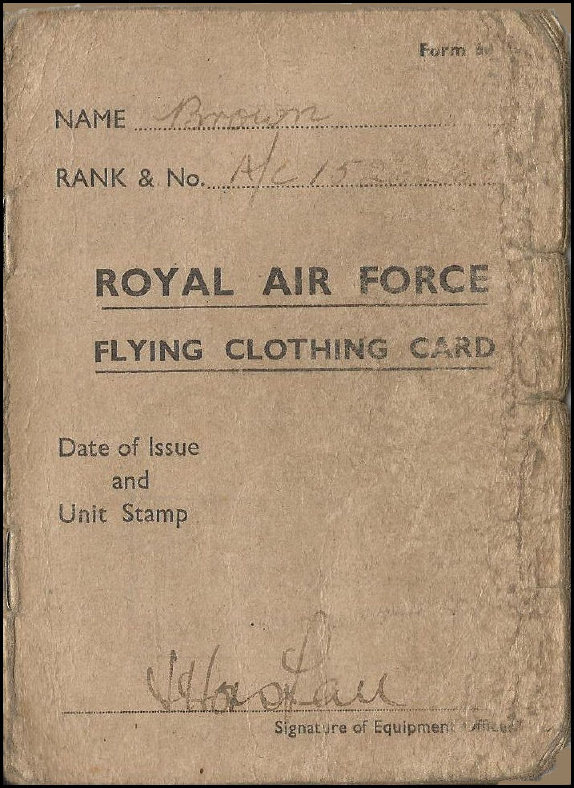 Form
NAME Brown
RANK & No. A/C 15
ROYAL AIR FORCE
FLYING CLOTHING CARD
Date of Issue
and
Unit Stamp
Signature of Equipment Officer